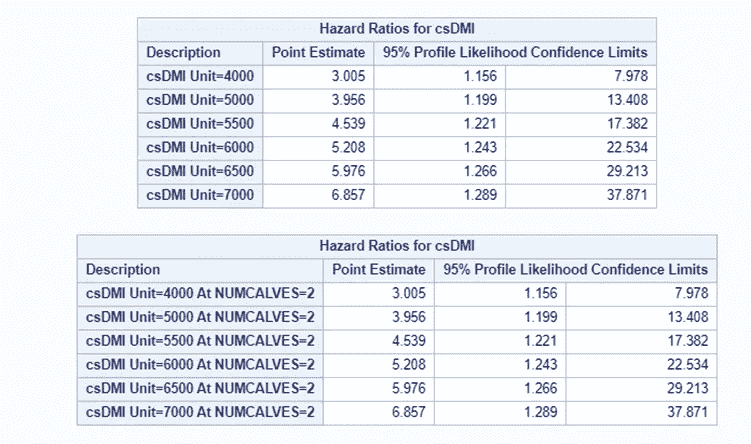 Hazard Ratios for csDMI
Description Point Estimate 95% Profile Likelihood Confidence Limits
csDMI Unit=4000 3.005 1.156 7.978
csDMI Unit=5000 3.956 1.199 13.408
csDMI Unit=5500 4.539 1.221 17.382
csDMI Unit=6000 5.208 1.243 22.534
csDMI Unit=6500 5.976 1.266 29.213
csDMI Unit=7000 6.857 1.289 37.871
Hazard Ratios for csDMI
Description Point Estimate 95% Profile Likelihood Confidence Limits
csDMI Unit=4000 At NUMCALVES=2 3.005 1.156 7.978
csDMI Unit=5000 At NUMCALVES=2 3.956 1.199 13.408
csDMI Unit=5500 At NUMCALVES=2 4.539 1.221 17.382
csDMI Unit=6000 At NUMCALVES=2 5.208 1.243 22.534
csDMI Unit=6500 At NUMCALVES=2 5.976 1.266 29.213
csDMI Unit=7000 At NUMCALVES=2 6.857 1.289 37.871